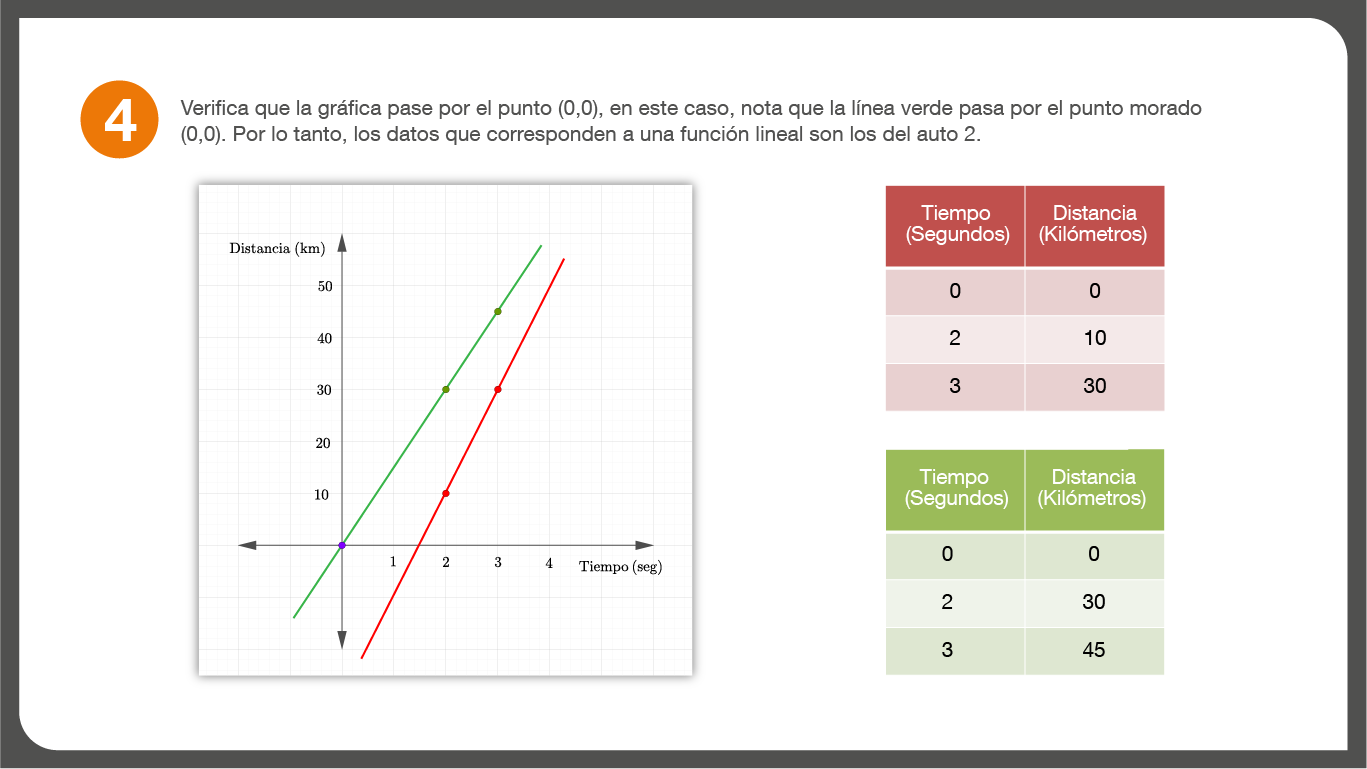 4
Verifica que la gráfica pase por el punto (0,0), en este caso, nota que la línea verde pasa por el punto morado
(0,0). Por lo tanto, los datos que corresponden a una función lineal son los del auto 2.
Distancia (km)
50
40
30
20
10
1 2 3 4
Tiempo (seg)
Tiempo Distancia
(Segundos) (Kilómetros)
0 0
2 10
3 30
Tiempo Distancia
(Segundos) (Kilómetros)
0 0
2 30
3 45